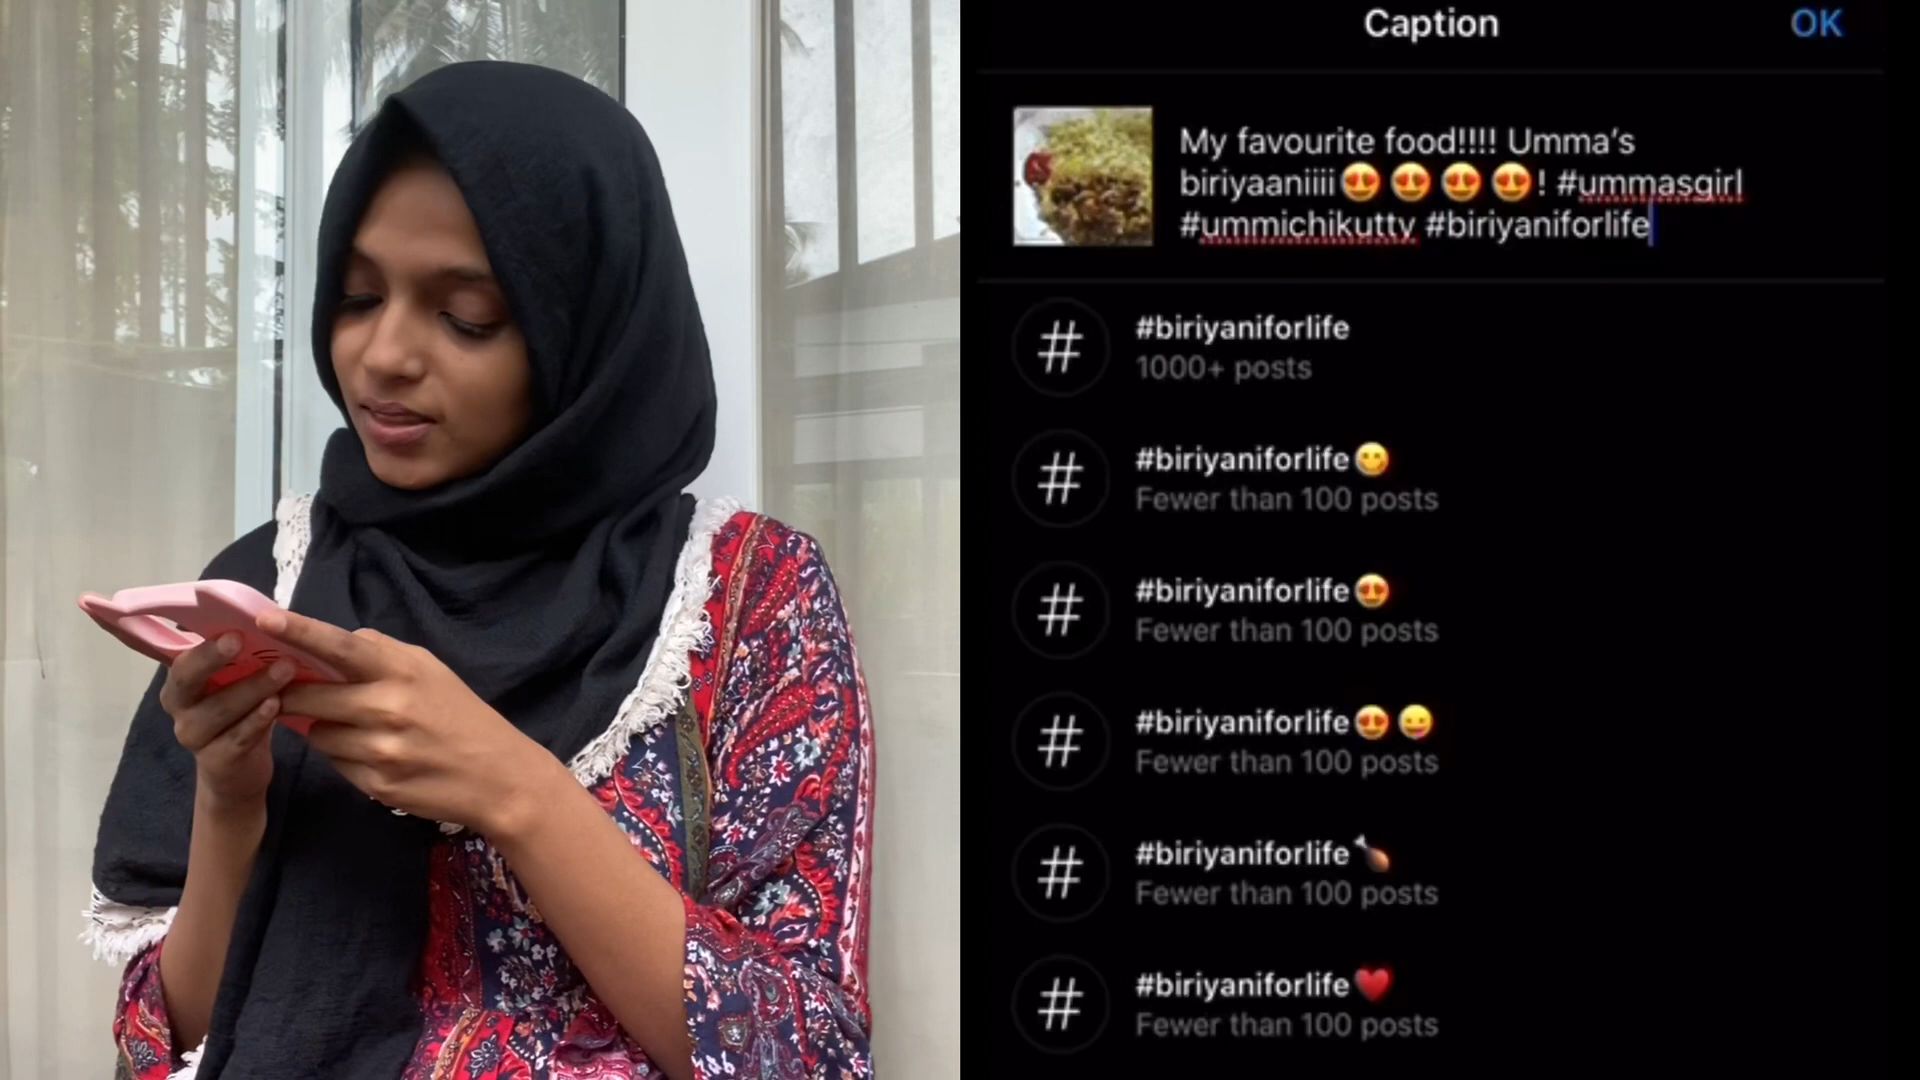 Caption
OK
My favourite food!!!! Umma's
biriyaaniiii😍😍😍😍! #ummasgirl
#ummichikutty #biriyaniforlife
#biriyaniforlife
1000+ posts
#biriyaniforlife😋
Fewer than 100 posts
#biriyaniforlife😍
Fewer than 100 posts
#biriyaniforlife😍😜
Fewer than 100 posts
#biriyaniforlife🍗
Fewer than 100 posts
#biriyaniforlife❤️
Fewer than 100 posts